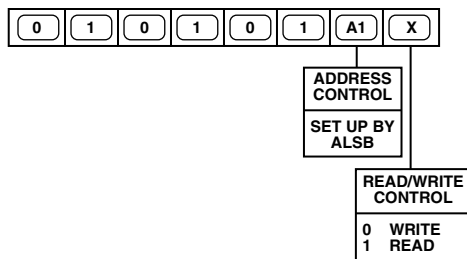 0 1 0 1 0 1 A1 X
ADDRESS
CONTROL
SET UP BY
ALSB
READ/WRITE
CONTROL
0 WRITE
1 READ